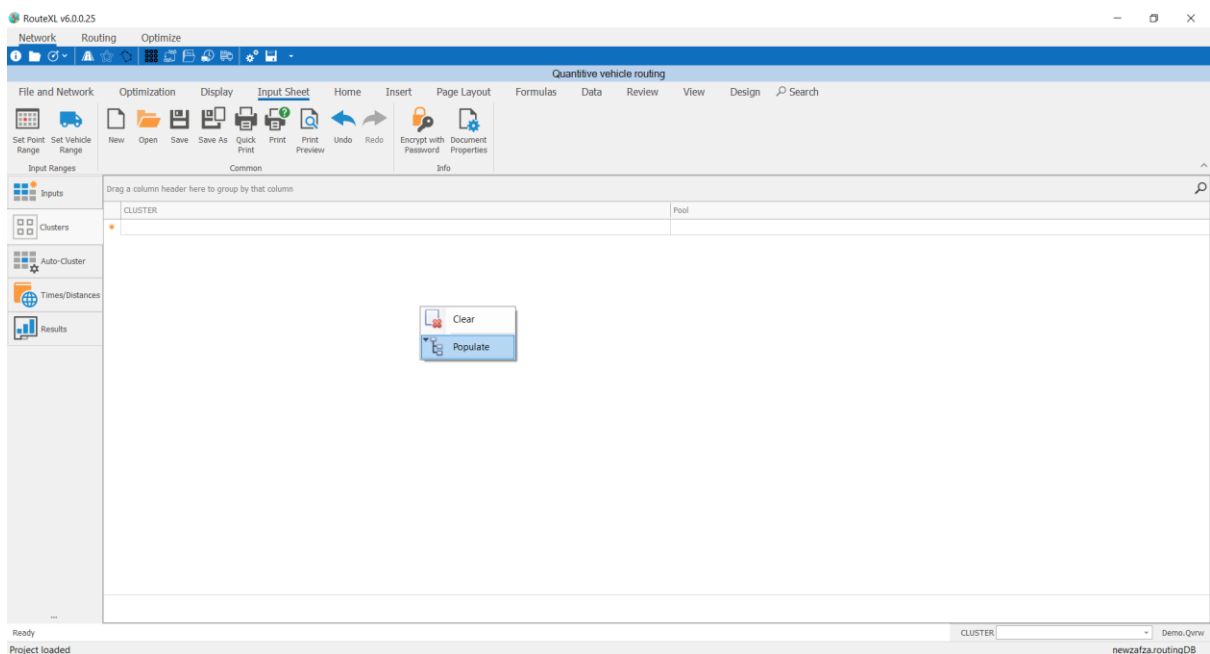 RouteXL v6.0.0.25
Network Routing Optimize
Quantitive vehicle routing
File and Network Optimization Display Input Sheet Home Insert Page Layout Formulas Data Review View Design Search
Set Point Range Set Vehicle Range New Open Save Save As Quick Print Print Print Preview Undo Redo Encrypt with Password Document Properties
Input Ranges Common Info
Inputs
Drag a column header here to group by that column
CLUSTER Pool
Clusters
Auto-Cluster
Times/Distances
Clear
Results
Populate
...
Ready CLUSTER Demo.Qvrw
Project loaded newzafza.routingDB